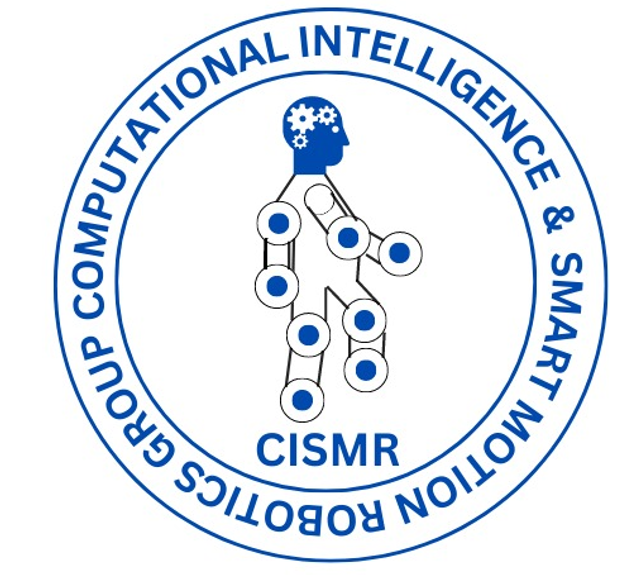 COMPUTATIONAL INTELLIGENCE & SMART MOTION ROBOTICS GROUP
CISMR